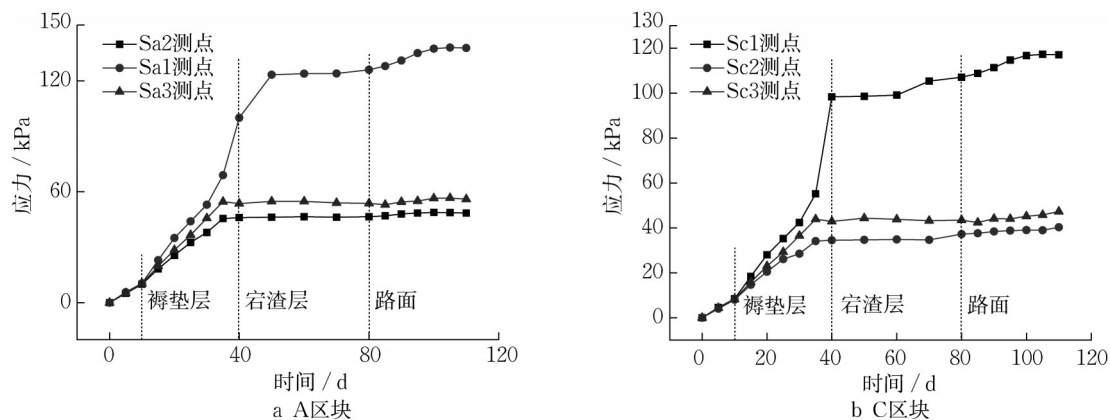 150
120
60
0
应力 / kPa
Sa2测点
Sa1测点
Sa3测点
褥垫层
宕渣层
路面
0
40
80
120
时间 / d
a A区块
130
120
100
80
60
40
20
0
应力 / kPa
Sc1测点
Sc2测点
Sc3测点
褥垫层
宕渣层
路面
0
20
40
60
80
100
120
时间 / d
b C区块